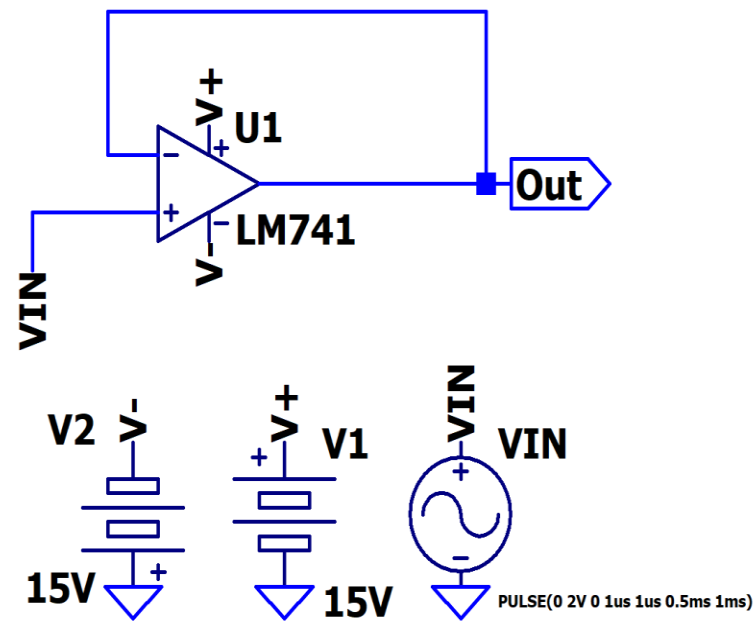 V+
U1
+
−
Out
+
−
LM741
V-
VIN
V2
V-
V+
V1
VIN
VIN
+
+
+
−
15V
15V
PULSE(0 2V 0 1us 1us 0.5ms 1ms)